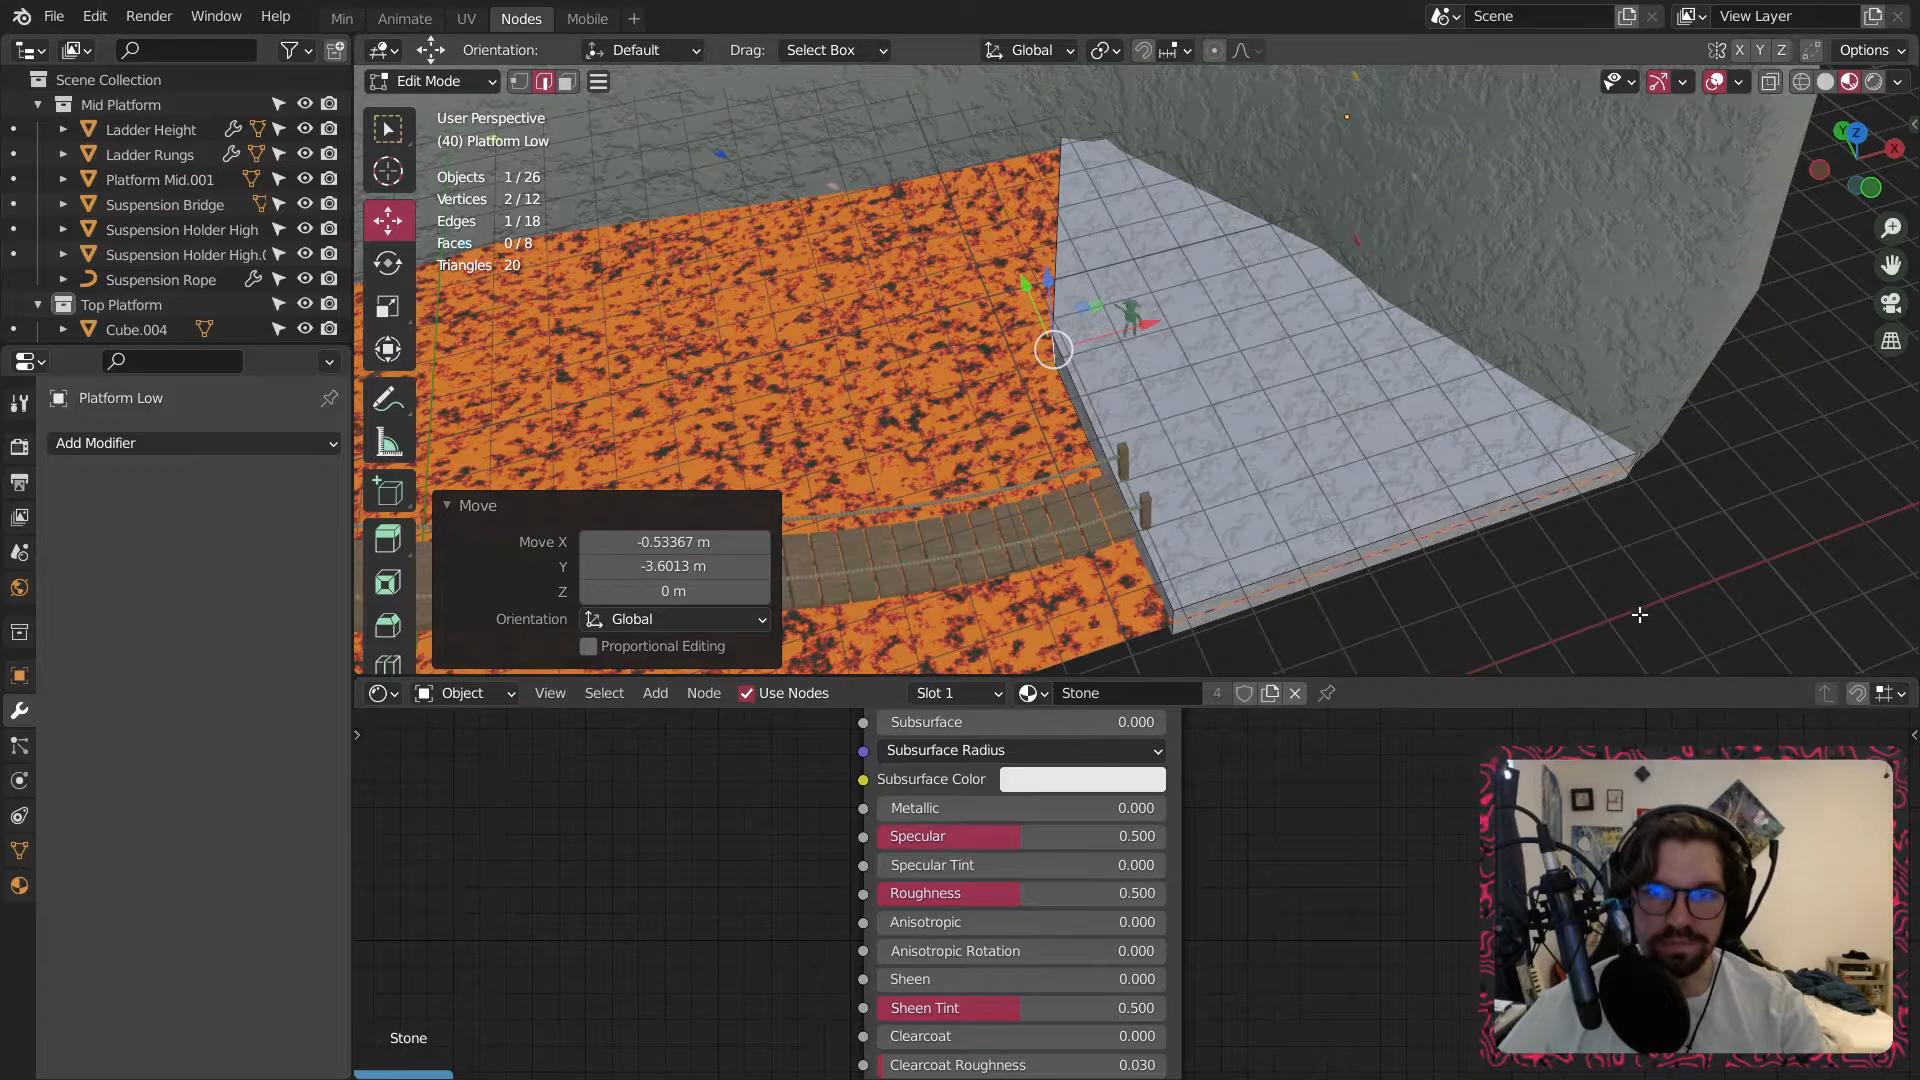 File Edit Render Window Help Min Animate UV Nodes Mobile Scene View Layer
Orientation: Default Drag: Select Box Global X Y Z Options
Scene Collection
Mid Platform
Ladder Height
Ladder Rungs
Platform Mid.001
Suspension Bridge
Suspension Holder High
Suspension Holder High.
Suspension Rope
Top Platform
Cube.004
Platform Low
Add Modifier
Edit Mode
User Perspective
(40) Platform Low
Objects 1 / 26
Vertices 2 / 12
Edges 1 / 18
Faces 0 / 8
Triangles 20
Y Z X
Move
Move X -0.53367 m
Y -3.6013 m
Z 0 m
Orientation Global
Proportional Editing
Object View Select Add Node Use Nodes Slot 1 Stone 4
Subsurface 0.000
Subsurface Radius
Subsurface Color
Metallic 0.000
Specular 0.500
Specular Tint 0.000
Roughness 0.500
Anisotropic 0.000
Anisotropic Rotation 0.000
Sheen 0.000
Sheen Tint 0.500
Clearcoat 0.000
Clearcoat Roughness 0.030
Stone